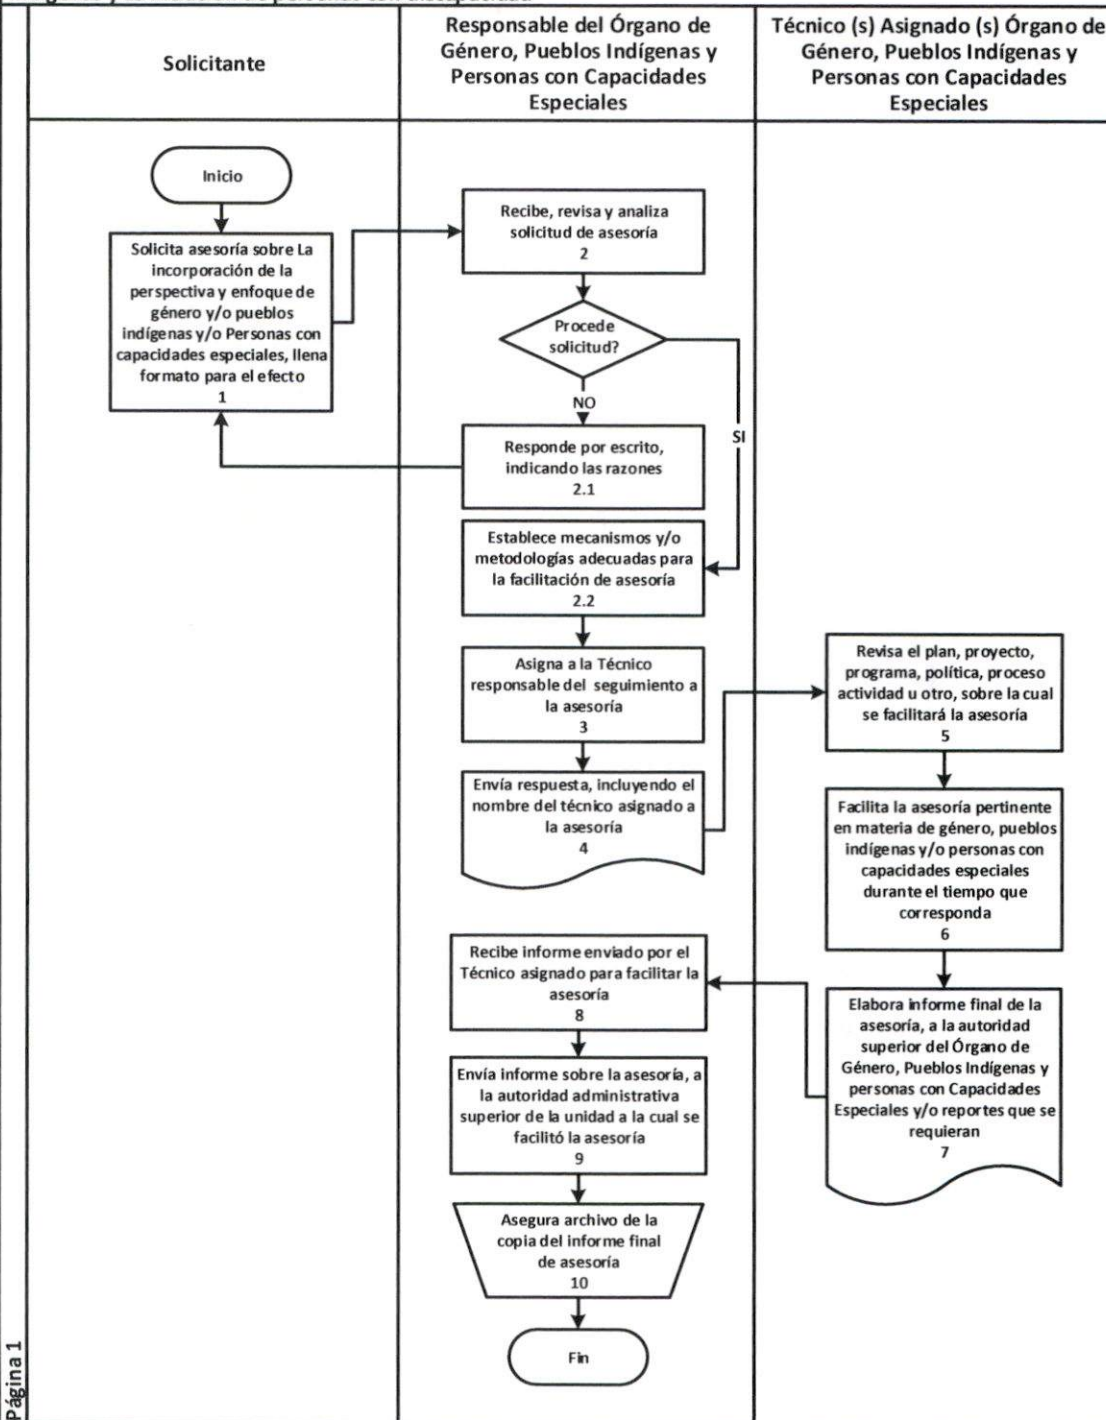 Solicitante
Responsable del Órgano de
Género, Pueblos Indígenas y
Personas con Capacidades
Especiales
Técnico (s) Asignado (s) Órgano de
Género, Pueblos Indígenas y
Personas con Capacidades
Especiales
Inicio
Solicita asesoría sobre La
incorporación de la
perspectiva y enfoque de
género y/o pueblos
indígenas y/o Personas con
capacidades especiales, llena
formato para el efecto
1
Recibe, revisa y analiza
solicitud de asesoría
2
Procede
solicitud?
NO
SI
Responde por escrito,
indicando las razones
2.1
Establece mecanismos y/o
metodologías adecuadas para
la facilitación de asesoría
2.2
Asigna a la Técnico
responsable del seguimiento a
la asesoría
3
Envía respuesta, incluyendo el
nombre del técnico asignado a
la asesoría
4
Revisa el plan, proyecto,
programa, política, proceso
actividad u otro, sobre la cual
se facilitará la asesoría
5
Facilita la asesoría pertinente
en materia de género, pueblos
indígenas y/o personas con
capacidades especiales
durante el tiempo que
corresponda
6
Elabora informe final de la
asesoría, a la autoridad
superior del Órgano de
Género, Pueblos Indígenas y
personas con Capacidades
Especiales y/o reportes que se
requieran
7
Recibe informe enviado por el
Técnico asignado para facilitar la
asesoría
8
Envía informe sobre la asesoría, a
la autoridad administrativa
superior de la unidad a la cual se
facilitó la asesoría
9
Asegura archivo de la
copia del informe final
de asesoría
10
Fin
Página 1